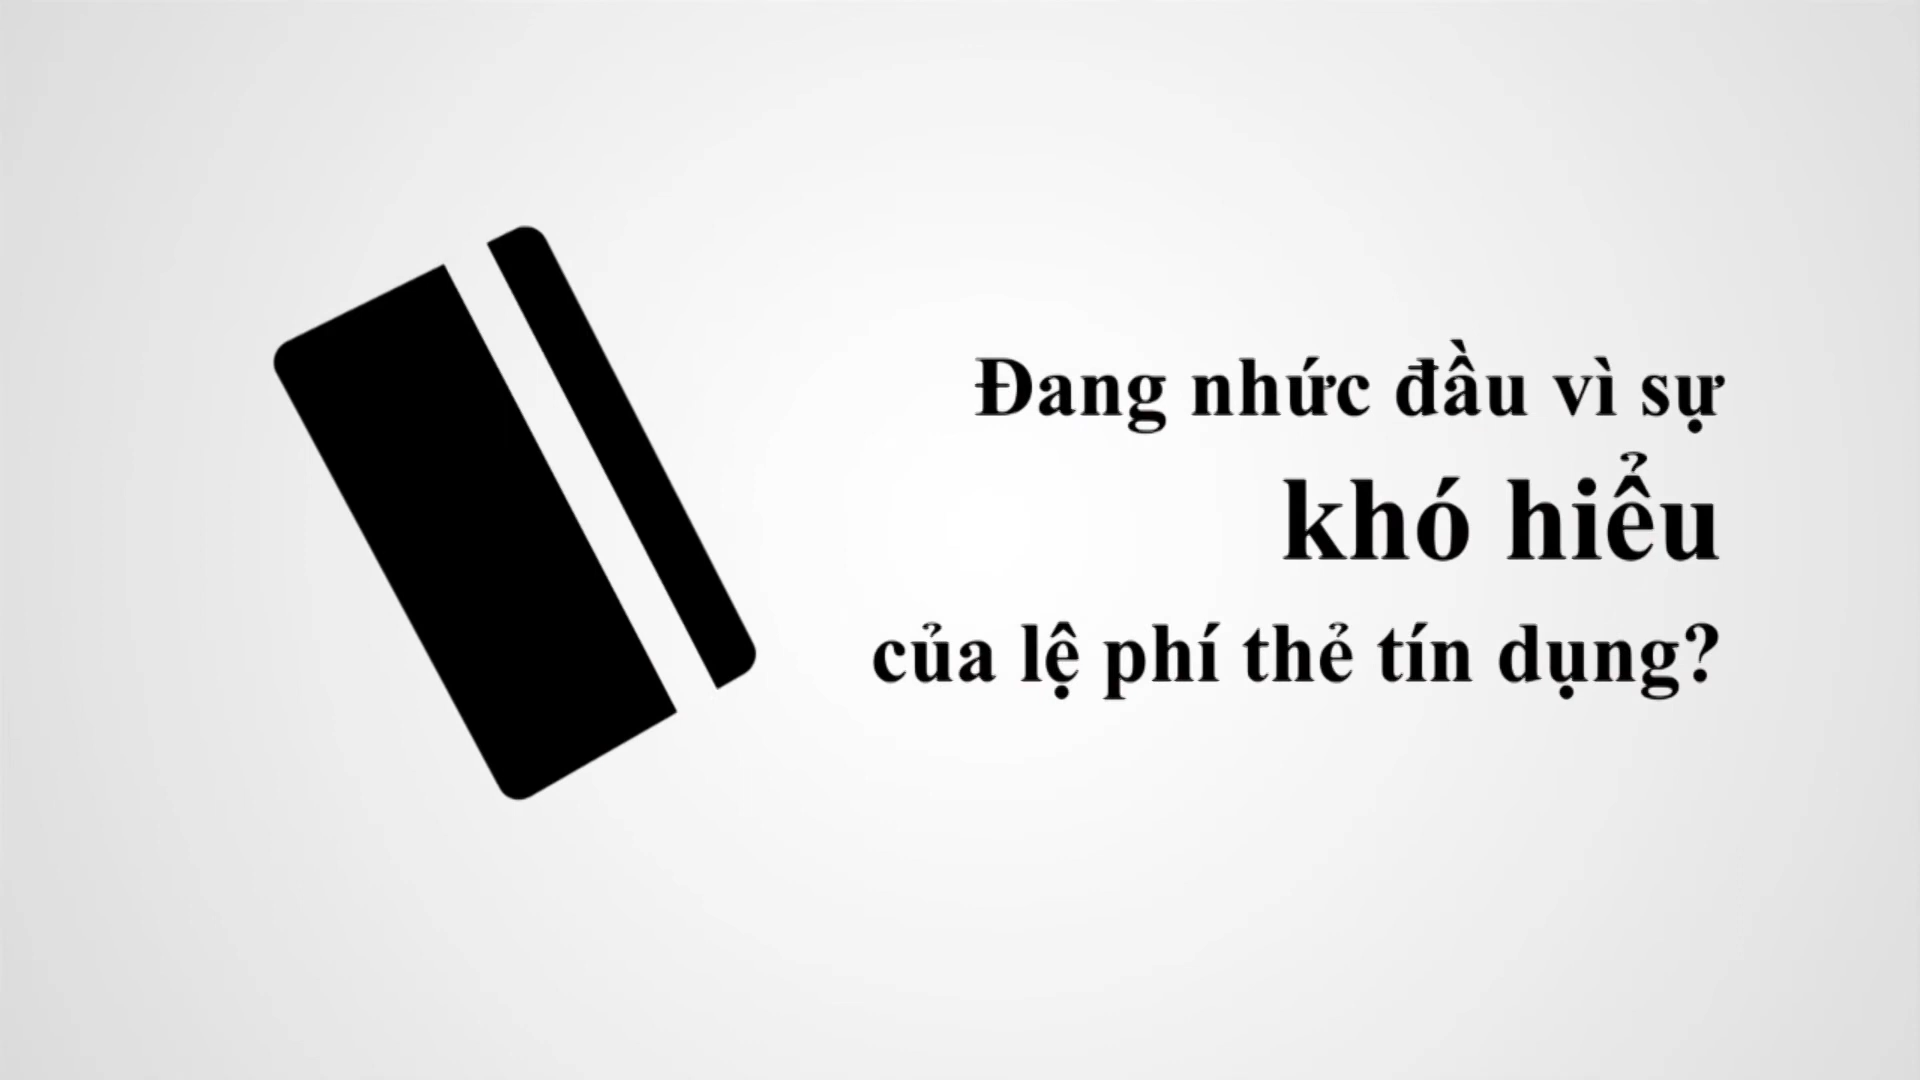 Đang nhức đầu vì sự
khó hiểu
của lệ phí thẻ tín dụng?